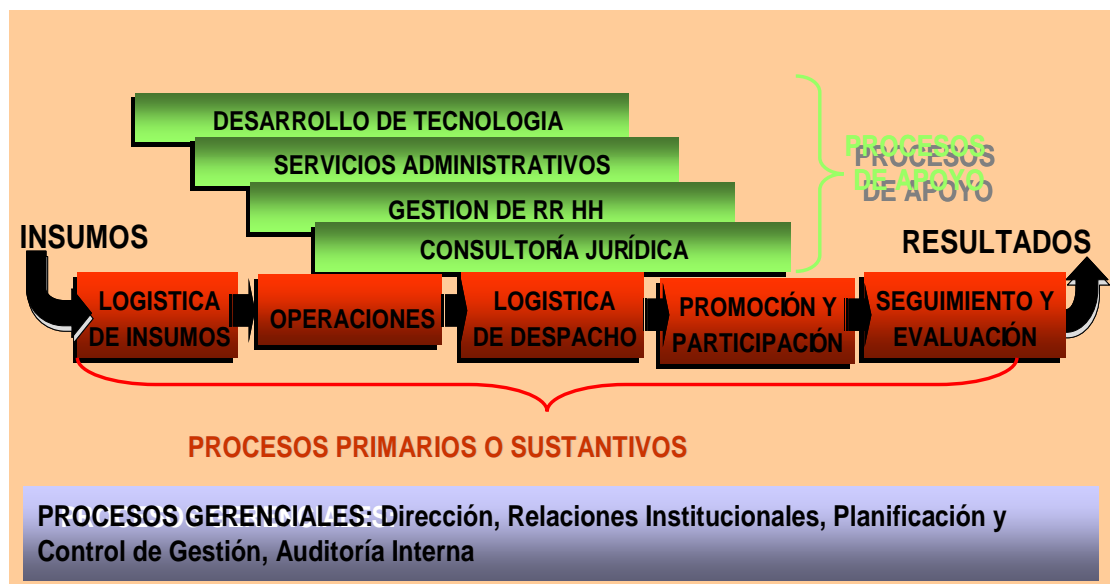 DESARROLLO DE TECNOLOGIA
SERVICIOS ADMINISTRATIVOS
GESTION DE RR HH
CONSULTORÍA JURÍDICA
PROCESOS
DE APOYO
INSUMOS
RESULTADOS
LOGISTICA
DE INSUMOS
OPERACIONES
LOGISTICA
DE DESPACHO
PROMOCIÓN Y
PARTICIPACIÓN
SEGUIMIENTO Y
EVALUACIÓN
PROCESOS PRIMARIOS O SUSTANTIVOS
PROCESOS GERENCIALES: Dirección, Relaciones Institucionales, Planificación y
Control de Gestión, Auditoría Interna